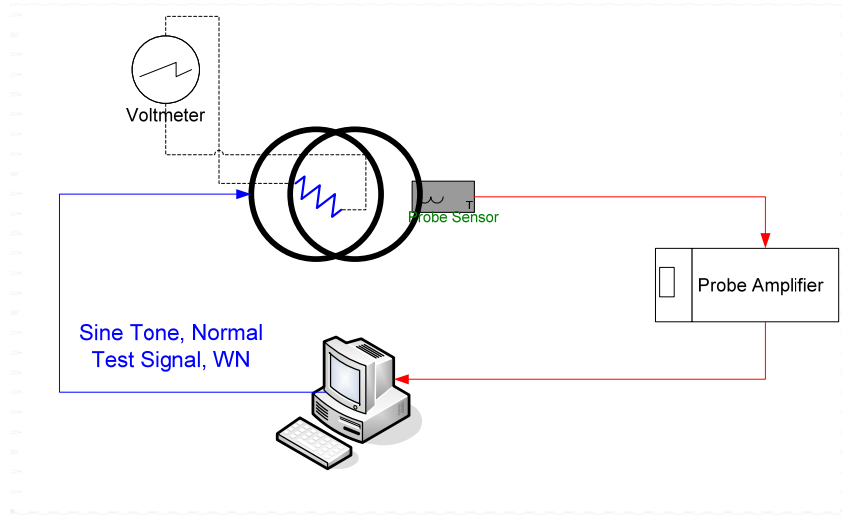 Voltmeter
T
Probe Sensor
Probe Amplifier
Sine Tone, Normal
Test Signal, WN